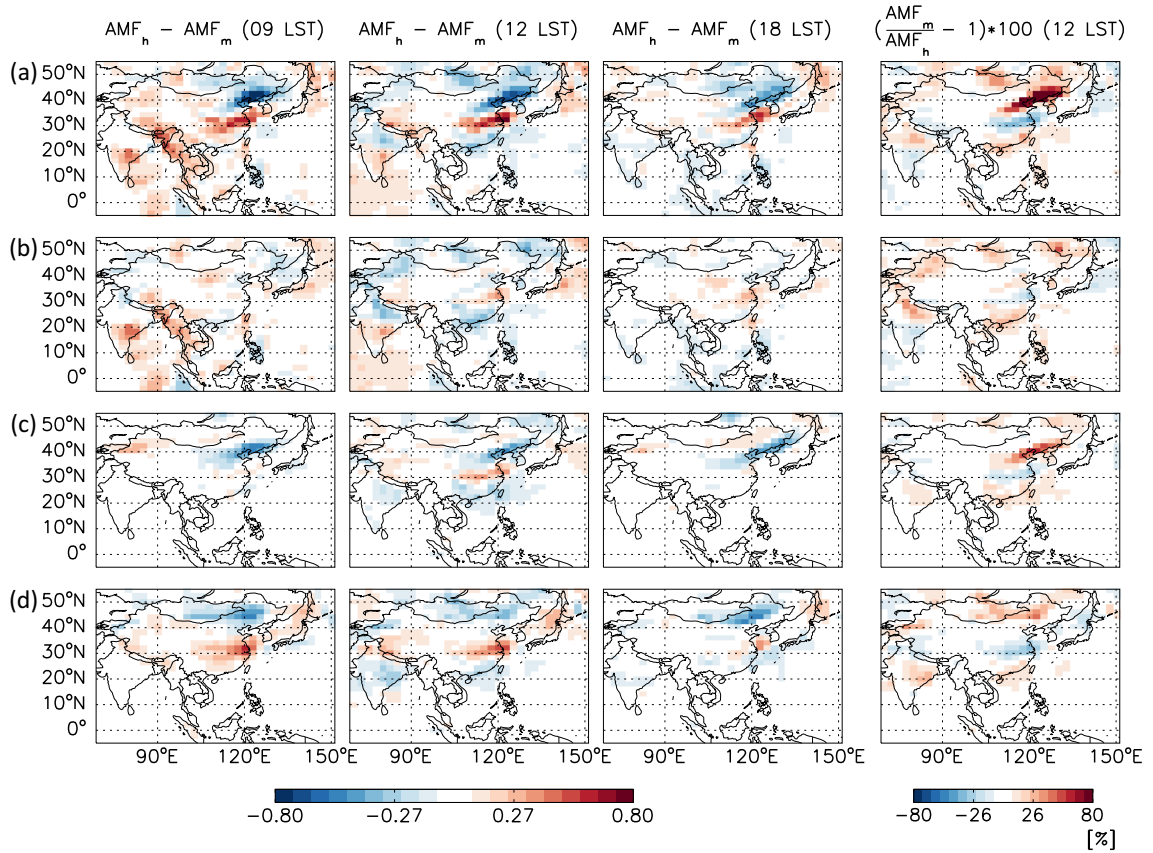 AMFh − AMFm (09 LST) AMFh − AMFm (12 LST) AMFh − AMFm (18 LST) (AMFm/AMFh − 1)*100 (12 LST)
(a)
50°N
40°N
30°N
20°N
10°N
0°
(b)
50°N
40°N
30°N
20°N
10°N
0°
(c)
50°N
40°N
30°N
20°N
10°N
0°
(d)
50°N
40°N
30°N
20°N
10°N
0°
90°E 120°E 150°E 90°E 120°E 150°E 90°E 120°E 150°E 90°E 120°E 150°E
−0.80 −0.27 0.27 0.80 −80 −26 26 80
[%]